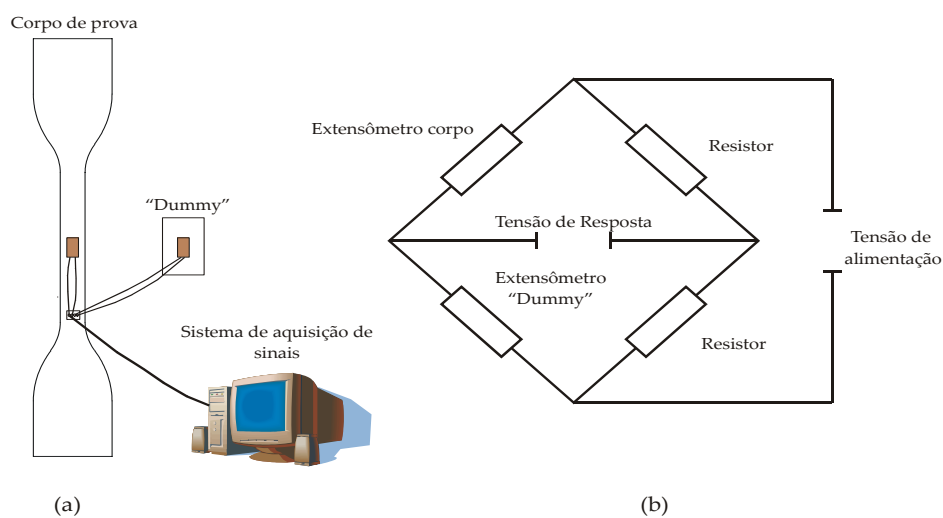 Corpo de prova
“Dummy”
Sistema de aquisição de
sinais
(a)
Extensômetro corpo
Resistor
Tensão de Resposta
Tensão de
alimentação
Extensômetro
“Dummy”
Resistor
(b)